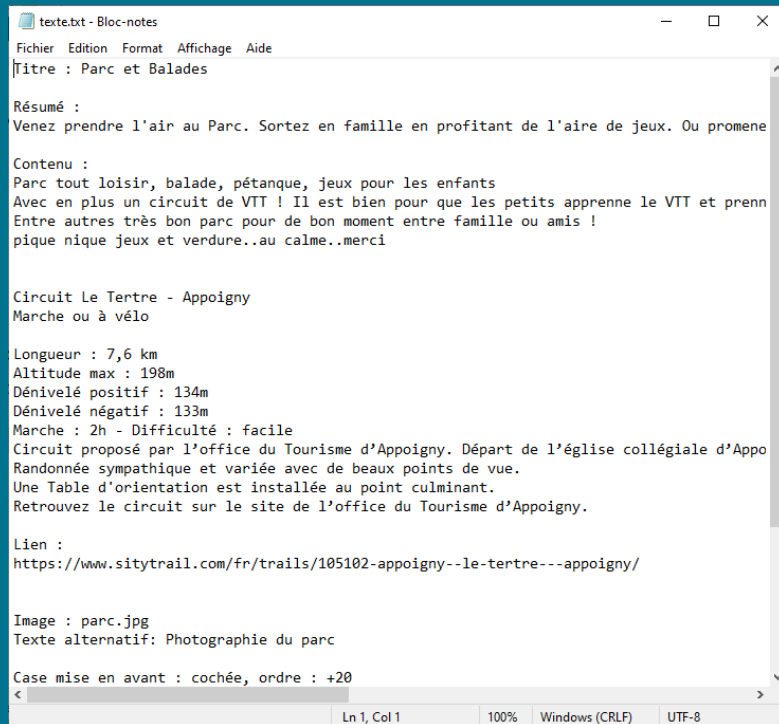 texte.txt - Bloc-notes
Fichier Edition Format Affichage Aide
Titre : Parc et Balades
Résumé :
Venez prendre l'air au Parc. Sortez en famille en profitant de l'aire de jeux. Ou promene
Contenu :
Parc tout loisir, balade, pétanque, jeux pour les enfants
Avec en plus un circuit de VTT ! Il est bien pour que les petits apprenne le VTT et prenn
Entre autres très bon parc pour de bon moment entre famille ou amis !
pique nique jeux et verdure..au calme..merci
Circuit Le Tertre - Appoigny
Marche ou à vélo
Longueur : 7,6 km
Altitude max : 198m
Dénivelé positif : 134m
Dénivelé négatif : 133m
Marche : 2h - Difficulté : facile
Circuit proposé par l’office du Tourisme d’Appoigny. Départ de l’église collégiale d’Appo
Randonnée sympathique et variée avec de beaux points de vue.
Une Table d'orientation est installée au point culminant.
Retrouvez le circuit sur le site de l’office du Tourisme d’Appoigny.
Lien :
https://www.sitytrail.com/fr/trails/105102-appoigny--le-tertre---appoigny/
Image : parc.jpg
Texte alternatif: Photographie du parc
Case mise en avant : cochée, ordre : +20
Ln 1, Col 1 100% Windows (CRLF) UTF-8